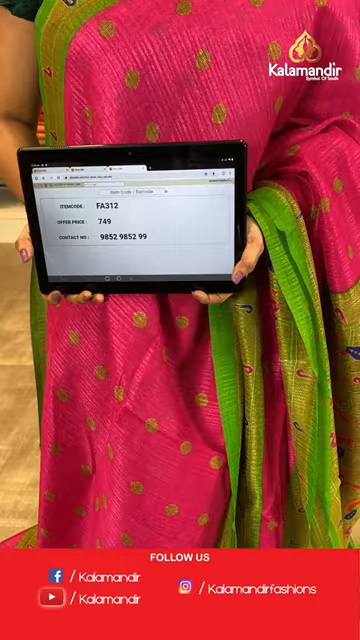 Kalamandir
Symbol Of South
Item Code / Barcode
ITEMCODE : FA312
OFFER PRICE : 749
CONTACT NO : 9852 9852 99
FOLLOW US
/ Kalamandir
/ Kalamandirfashions
/ Kalamandir